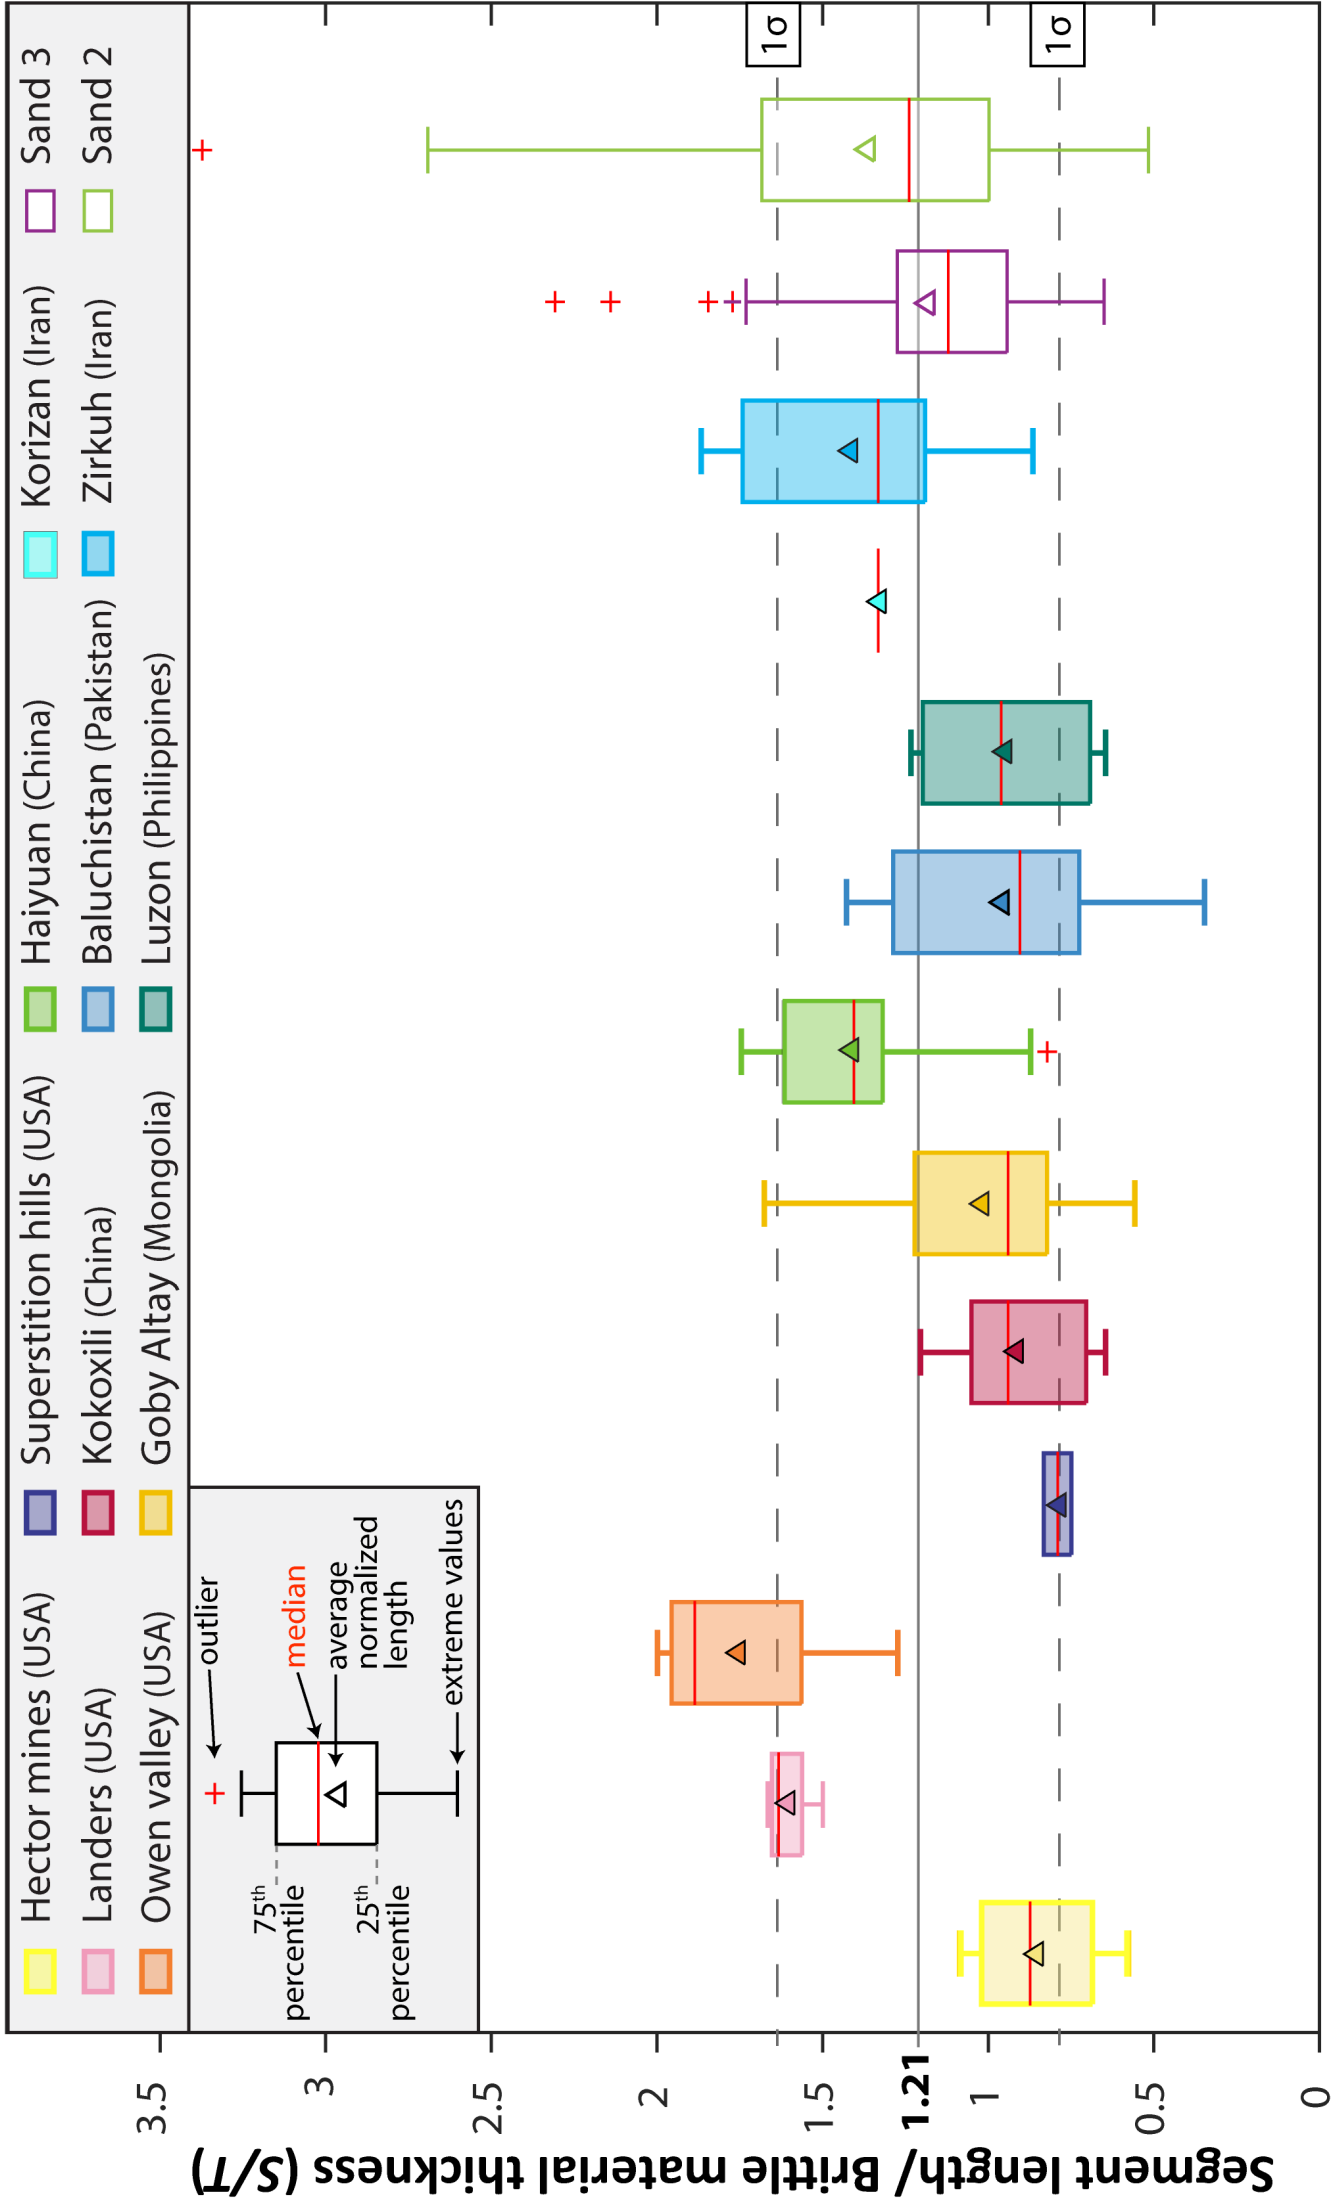 Hector mines (USA)
Landers (USA)
Owen valley (USA)
Superstition hills (USA)
Kokoxili (China)
Goby Altay (Mongolia)
Haiyuan (China)
Baluchistan (Pakistan)
Luzon (Philippines)
Korizan (Iran)
Zirkuh (Iran)
Sand 3
Sand 2
outlier
75th
percentile
median
average
normalized
length
25th
percentile
extreme values
1σ
1σ
3.5
3
2.5
2
1.5
1.21
1
0.5
0
Segment length/ Brittle material thickness (S/T)